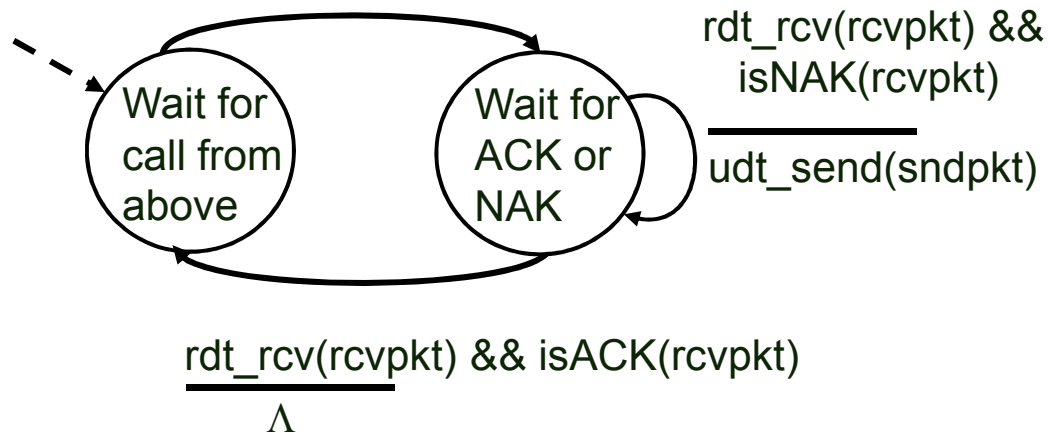 Wait for
call from
above
Wait for
ACK or
NAK
rdt_rcv(rcvpkt) &&
isNAK(rcvpkt)
udt_send(sndpkt)
rdt_rcv(rcvpkt) && isACK(rcvpkt)
Λ